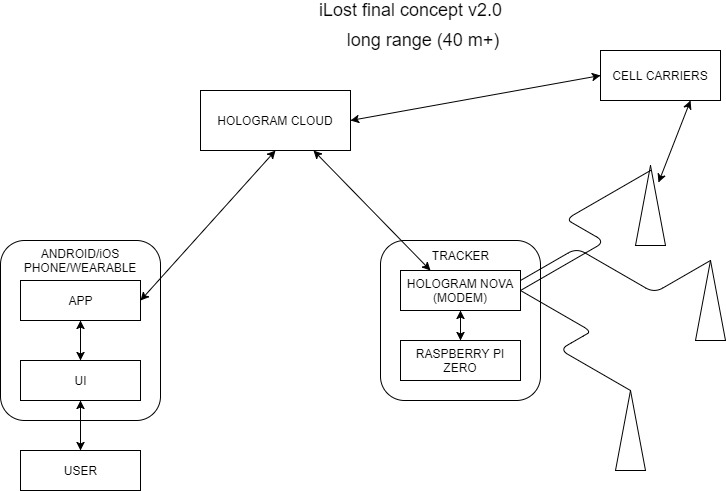 iLost final concept v2.0
long range (40 m+)
CELL CARRIERS
HOLOGRAM CLOUD
ANDROID/iOS
PHONE/WEARABLE
APP
UI
USER
TRACKER
HOLOGRAM NOVA
(MODEM)
RASPBERRY PI
ZERO